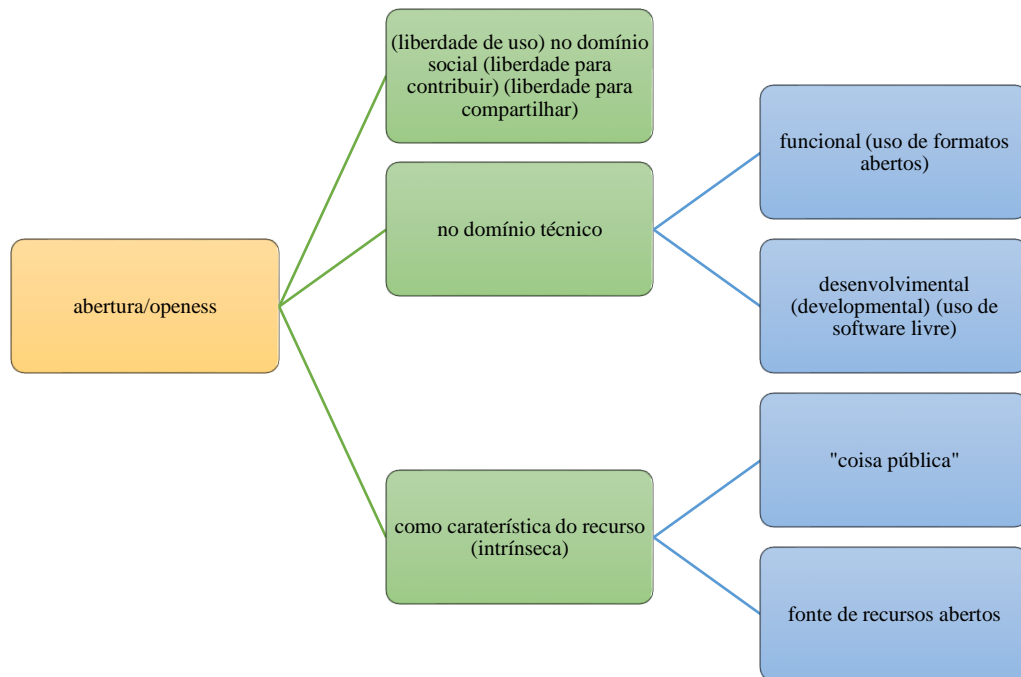 abertura/openess
(liberdade de uso) no domínio
social (liberdade para
contribuir) (liberdade para
compartilhar)
no domínio técnico
funcional (uso de formatos
abertos)
desenvolvimental
(developmental) (uso de
software livre)
como caraterística do recurso
(intrínseca)
"coisa pública"
fonte de recursos abertos